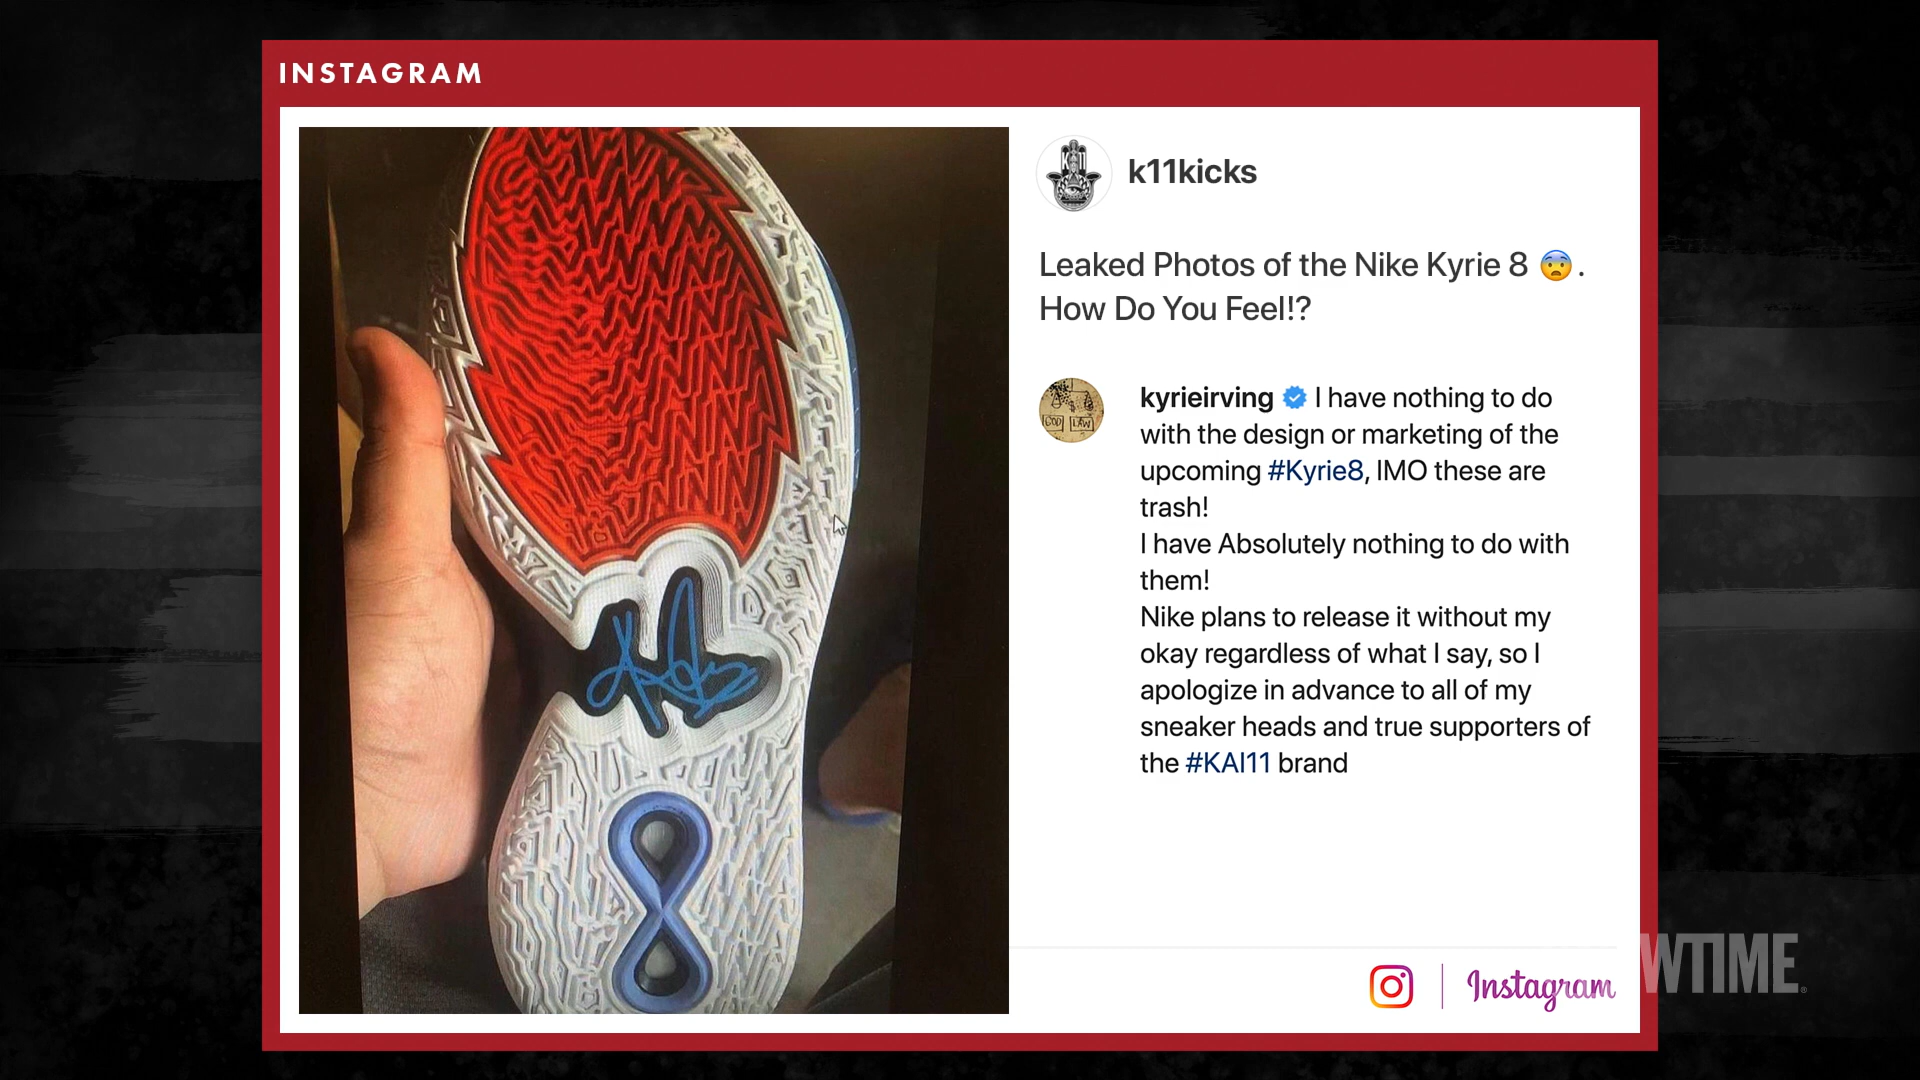 INSTAGRAM
k11kicks
Leaked Photos of the Nike Kyrie 8 😨.
How Do You Feel!?
kyrieirving I have nothing to do
with the design or marketing of the
upcoming #Kyrie8, IMO these are
trash!
I have Absolutely nothing to do with
them!
Nike plans to release it without my
okay regardless of what I say, so I
apologize in advance to all of my
sneaker heads and true supporters of
the #KAI11 brand
GOD LAW
8
Instagram
WTIME